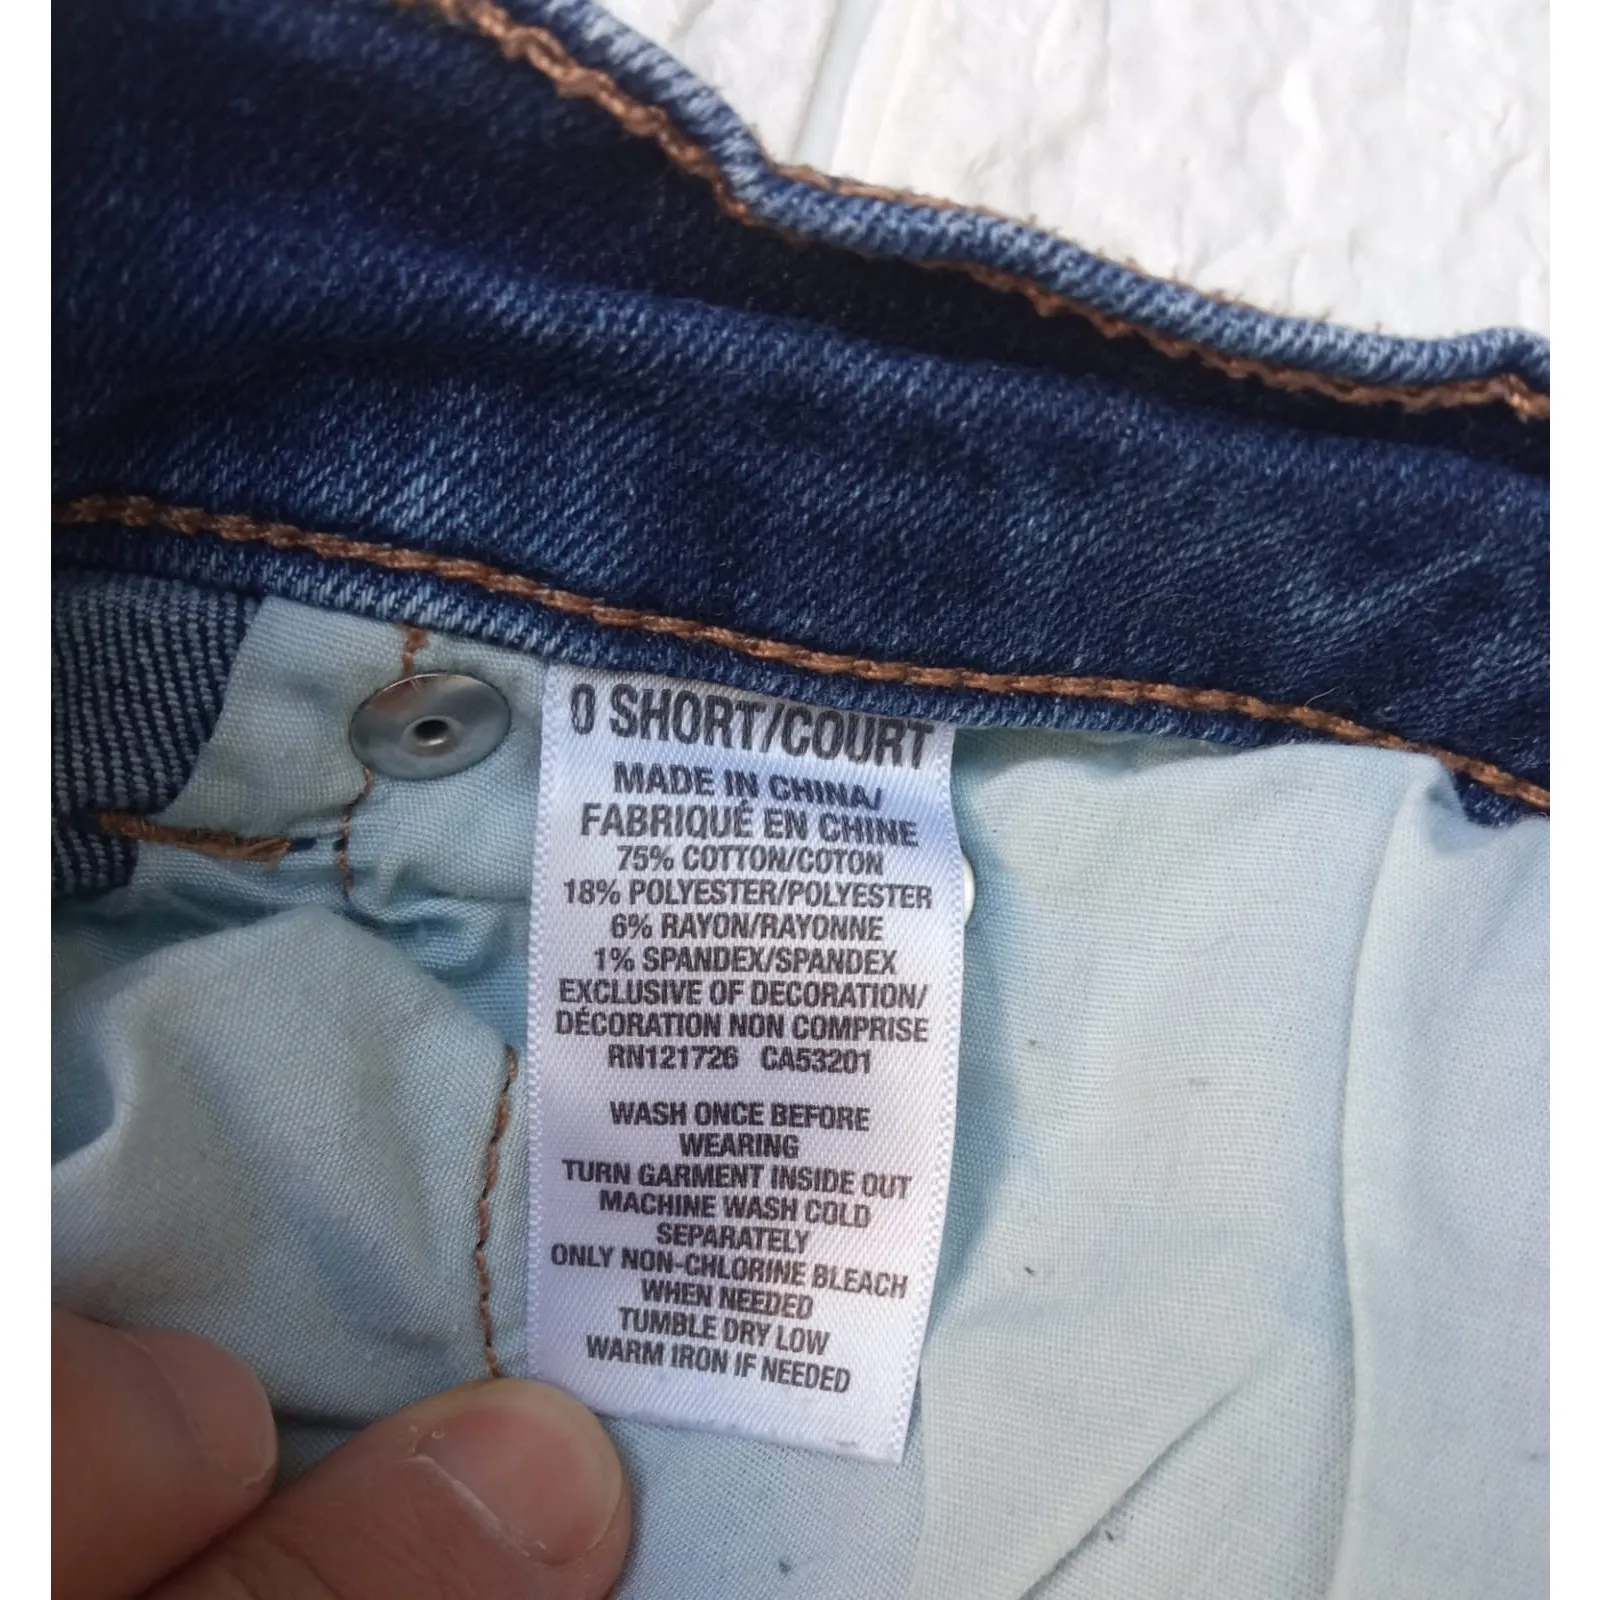 0 SHORT/COURT
MADE IN CHINA/
FABRIQUÉ EN CHINE
75% COTTON/COTON
18% POLYESTER/POLYESTER
6% RAYON/RAYONNE
1% SPANDEX/SPANDEX
EXCLUSIVE OF DECORATION/
DÉCORATION NON COMPRISE
RN121726 CA53201
WASH ONCE BEFORE
WEARING
TURN GARMENT INSIDE OUT
MACHINE WASH COLD
SEPARATELY
ONLY NON-CHLORINE BLEACH
WHEN NEEDED
TUMBLE DRY LOW
WARM IRON IF NEEDED